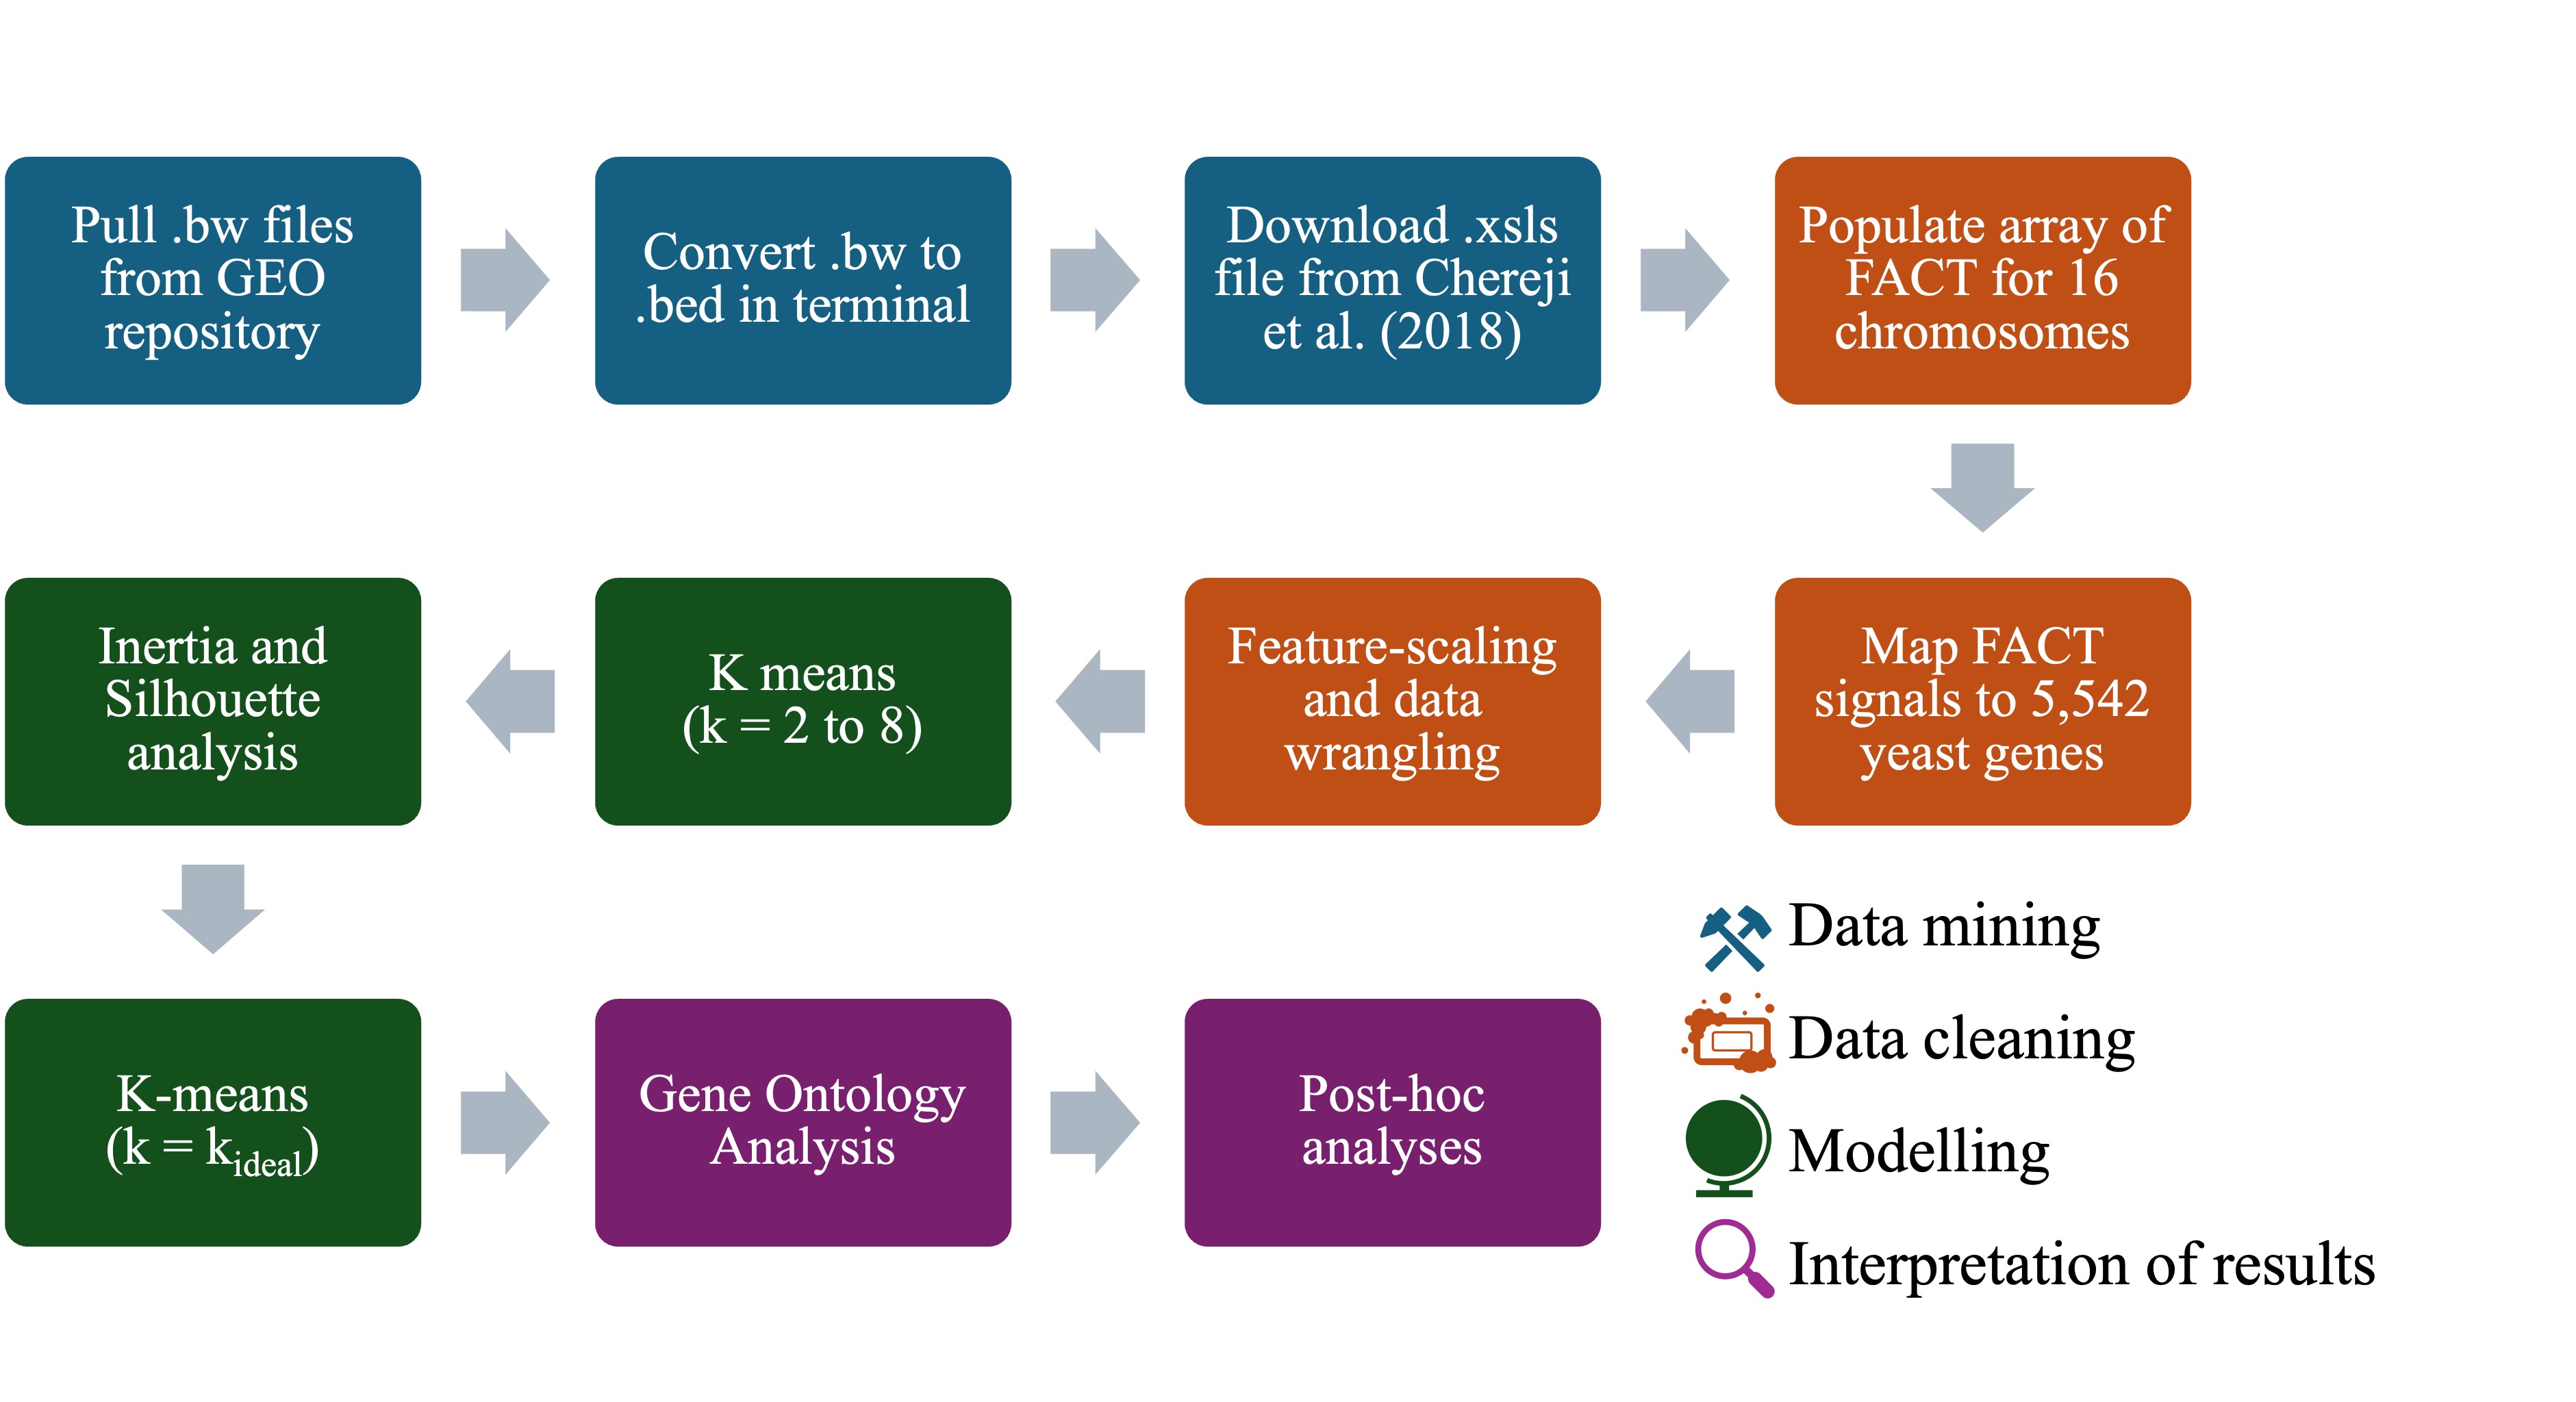 Pull .bw files
from GEO
repository
Convert .bw to
.bed in terminal
Download .xsls
file from Chereji
et al. (2018)
Populate array of
FACT for 16
chromosomes
Map FACT
signals to 5,542
yeast genes
Feature-scaling
and data
wrangling
K means
(k = 2 to 8)
Inertia and
Silhouette
analysis
K-means
(k = kideal)
Gene Ontology
Analysis
Post-hoc
analyses
Data mining
Data cleaning
Modelling
Interpretation of results